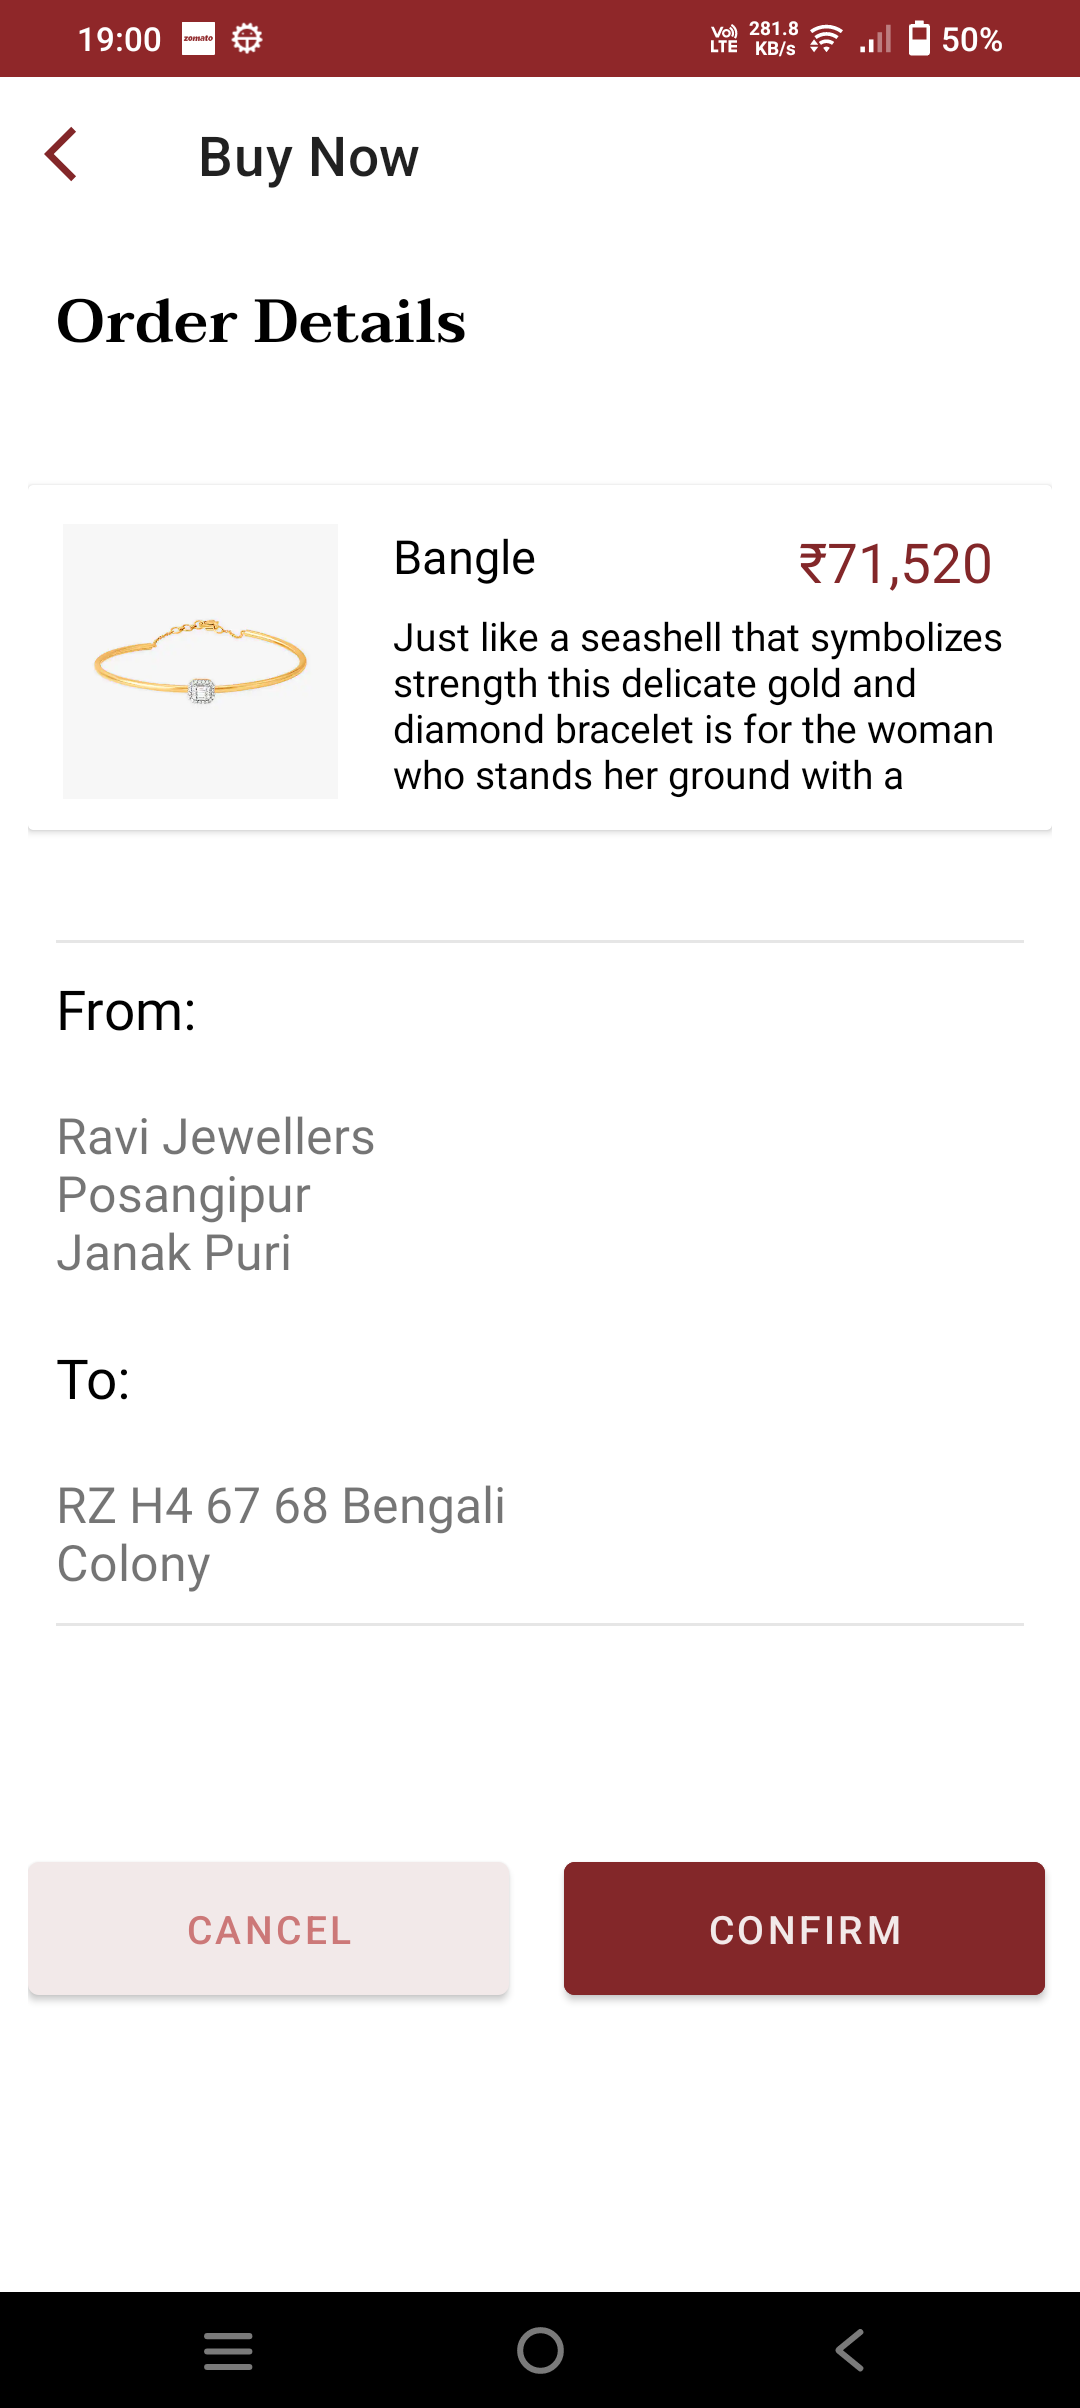 19:00 zomato Vo) LTE 281.8 KB/s 50%
Buy Now
Order Details
Bangle ₹71,520
Just like a seashell that symbolizes
strength this delicate gold and
diamond bracelet is for the woman
who stands her ground with a
From:
Ravi Jewellers
Posangipur
Janak Puri
To:
RZ H4 67 68 Bengali
Colony
CANCEL CONFIRM